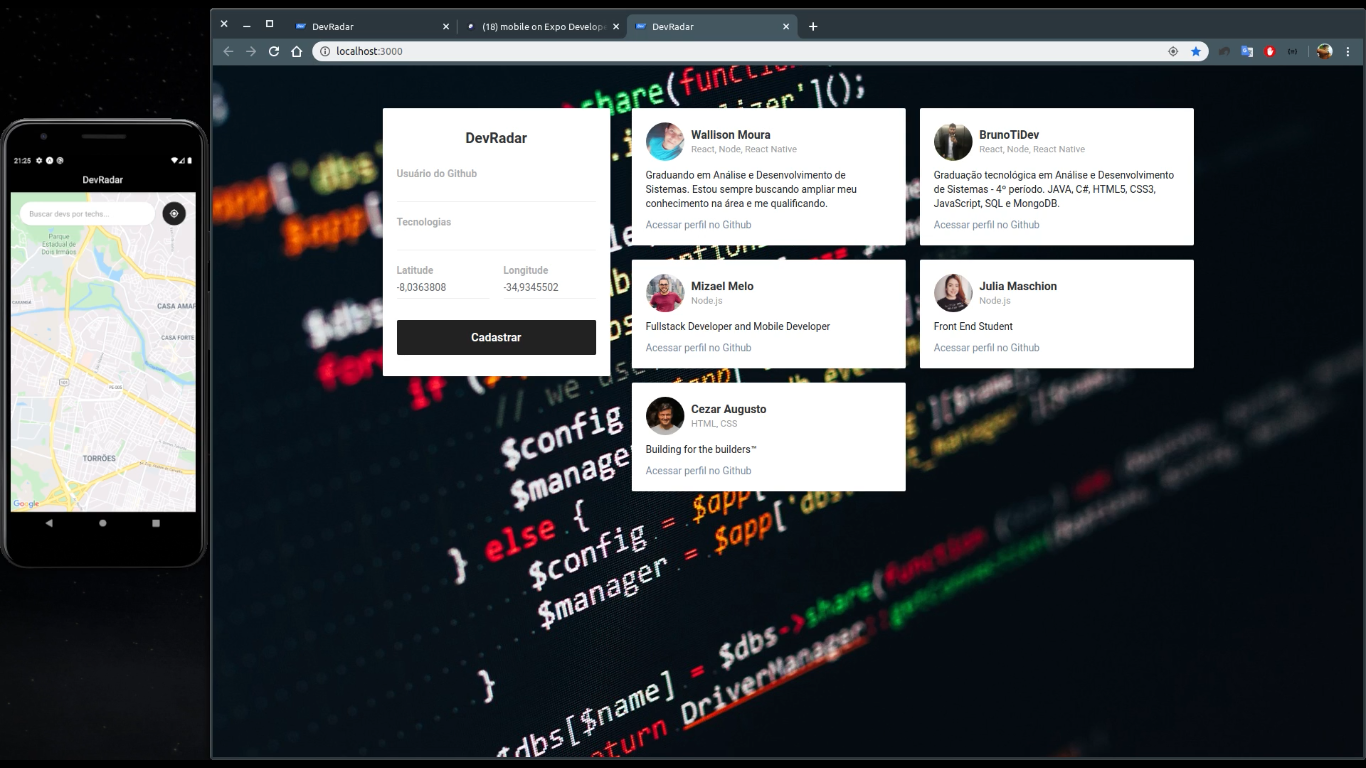 DevRadar
(18) mobile on Expo Develope
DevRadar
localhost:3000
21:25
DevRadar
Buscar devs por techs...
Parque
Estadual de
Dois Irmãos
CASA AMAR
CASA FORTE
TORRÕES
Google
DevRadar
Usuário do Github
Tecnologias
Latitude
Longitude
-8,0363808
-34,9345502
Cadastrar
Wallison Moura
React, Node, React Native
Graduando em Análise e Desenvolvimento de
Sistemas. Estou sempre buscando ampliar meu
conhecimento na área e me qualificando.
Acessar perfil no Github
BrunoTiDev
React, Node, React Native
Graduação tecnológica em Análise e Desenvolvimento
de Sistemas - 4º período. JAVA, C#, HTML5, CSS3,
JavaScript, SQL e MongoDB.
Acessar perfil no Github
Mizael Melo
Node.js
Fullstack Developer and Mobile Developer
Acessar perfil no Github
Julia Maschion
Node.js
Front End Student
Acessar perfil no Github
Cezar Augusto
HTML, CSS
Building for the builders™
Acessar perfil no Github
>share(function
']();
if (
// we use
$config
$manage
} else {
$config = $app[
$manager = $app['dbs
}
$dbs[$name] = $dbs->share(function
return DriverManager::getConnection(